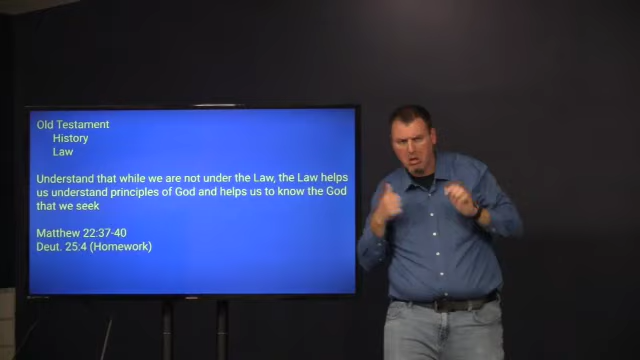 Old Testament
History
Law
Understand that while we are not under the Law, the Law helps
us understand principles of God and helps us to know the God
that we seek
Matthew 22:37-40
Deut. 25:4 (Homework)